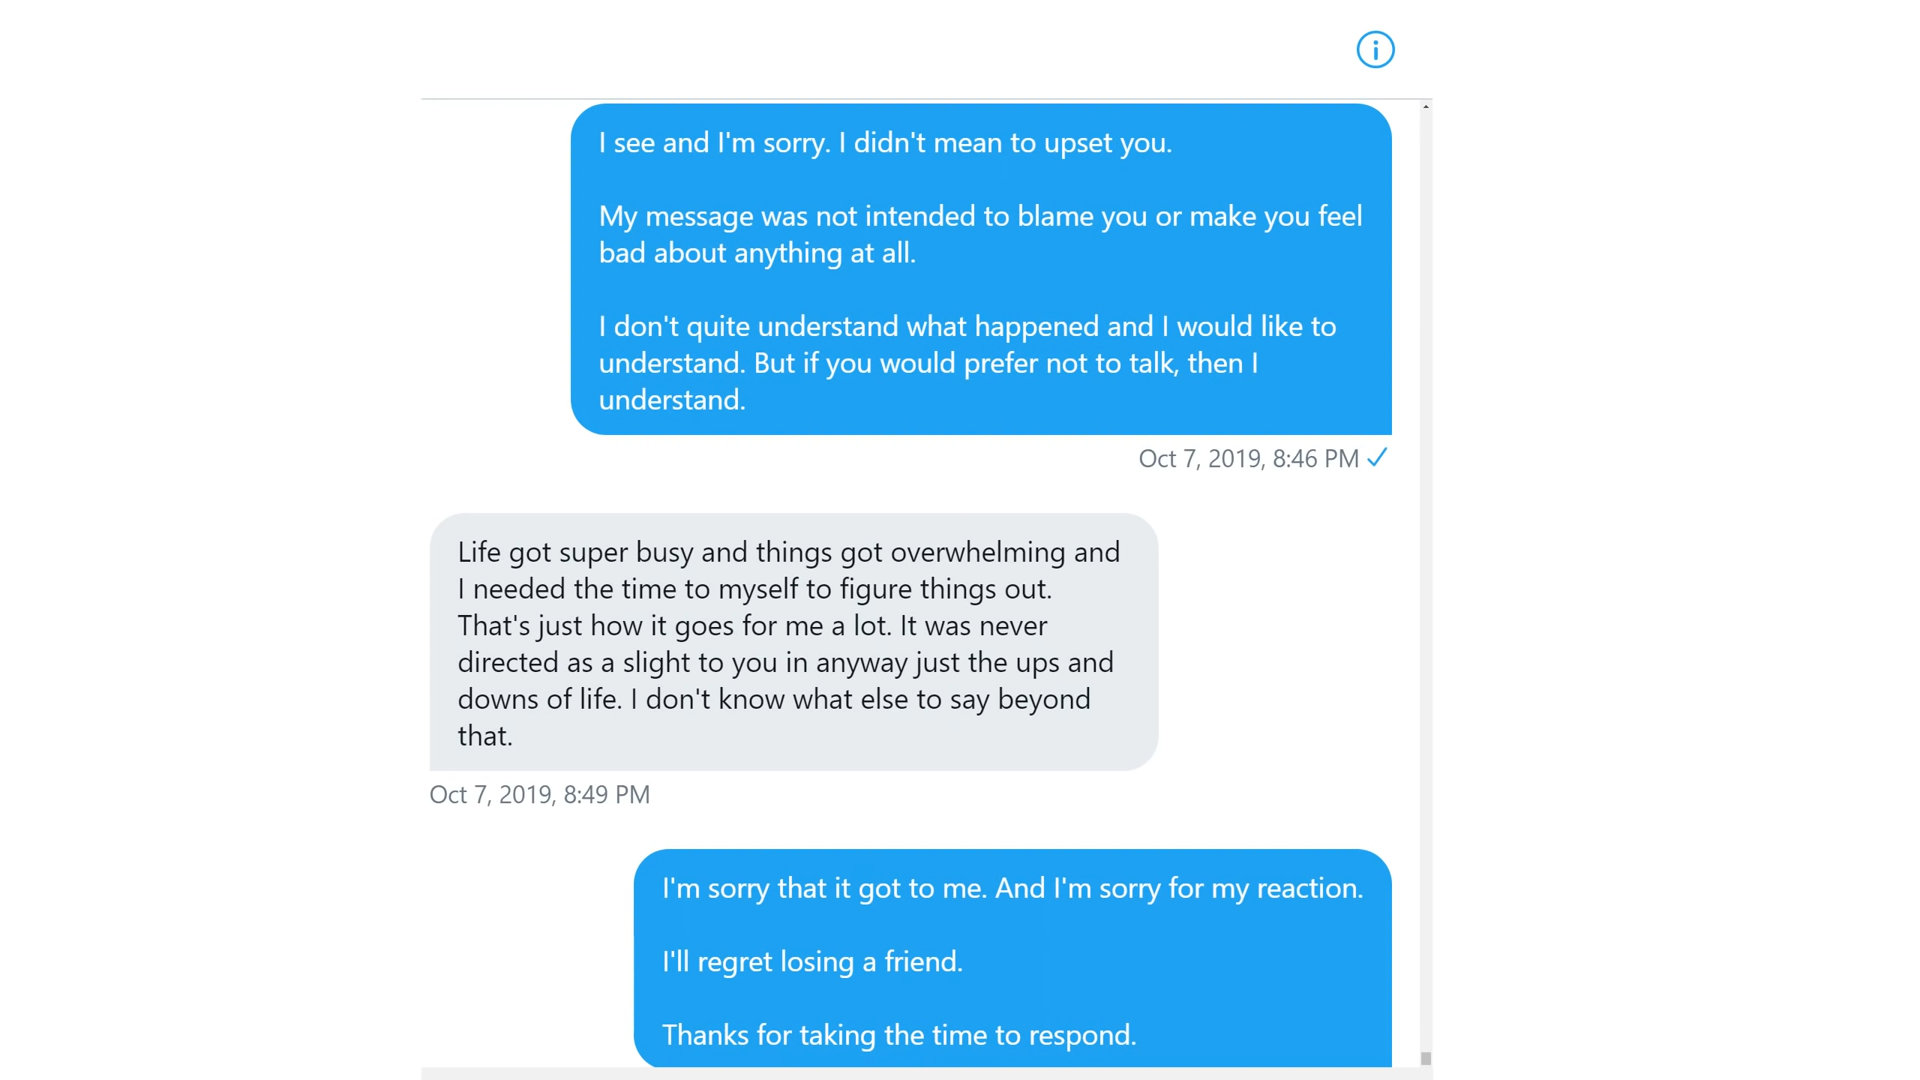 I see and I'm sorry. I didn't mean to upset you.
My message was not intended to blame you or make you feel
bad about anything at all.
I don't quite understand what happened and I would like to
understand. But if you would prefer not to talk, then I
understand.
Oct 7, 2019, 8:46 PM
Life got super busy and things got overwhelming and
I needed the time to myself to figure things out.
That's just how it goes for me a lot. It was never
directed as a slight to you in anyway just the ups and
downs of life. I don't know what else to say beyond
that.
Oct 7, 2019, 8:49 PM
I'm sorry that it got to me. And I'm sorry for my reaction.
I'll regret losing a friend.
Thanks for taking the time to respond.